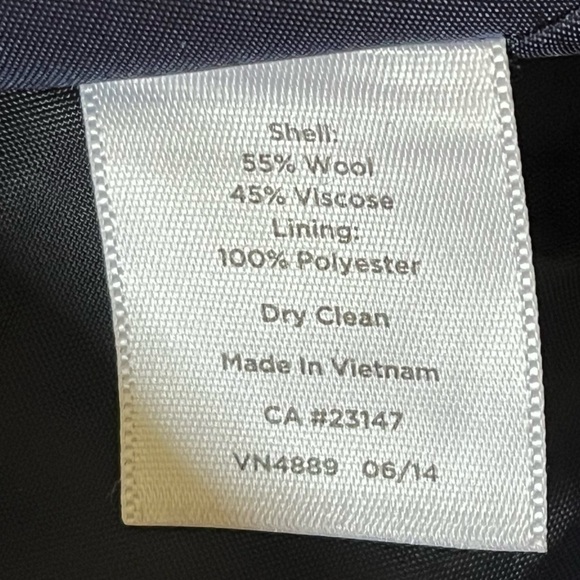 Shell:
55% Wool
45% Viscose
Lining:
100% Polyester
Dry Clean
Made In Vietnam
CA #23147
VN4889 06/14